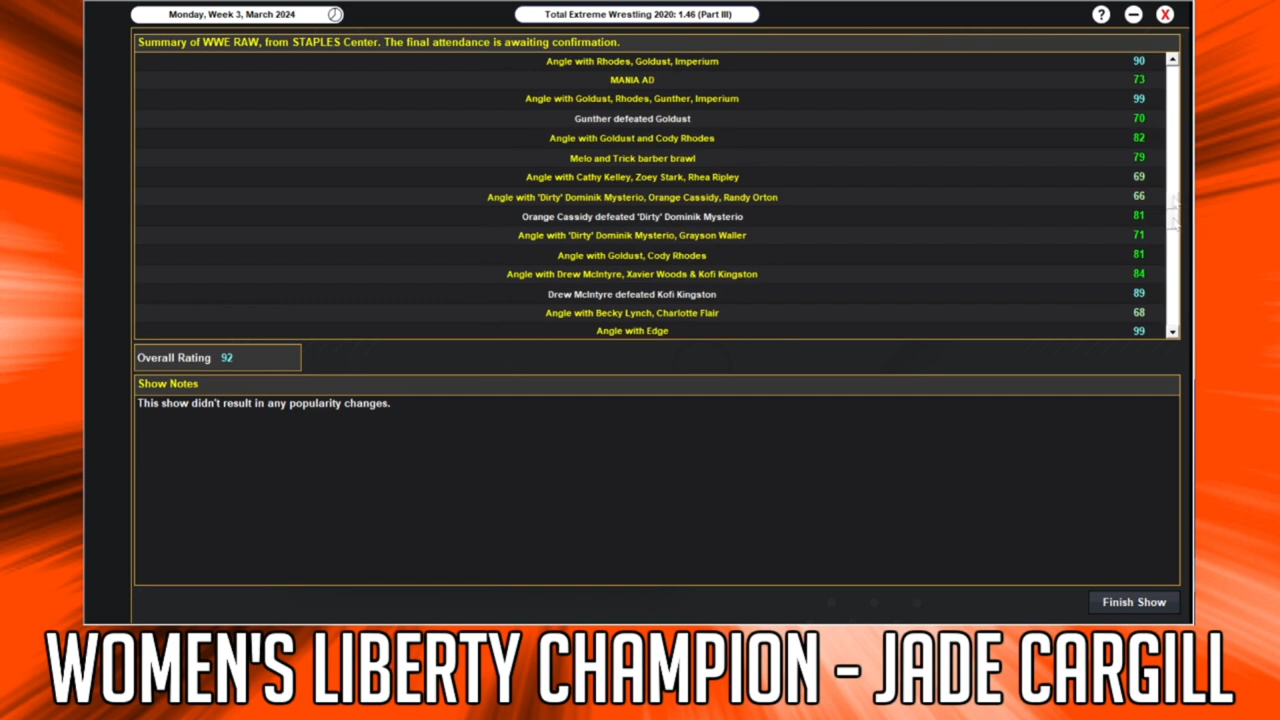 Monday, Week 3, March 2024
Total Extreme Wrestling 2020: 1.46 (Part III)
?
X
Summary of WWE RAW, from STAPLES Center. The final attendance is awaiting confirmation.
Angle with Rhodes, Goldust, Imperium 90
MANIA AD 73
Angle with Goldust, Rhodes, Gunther, Imperium 99
Gunther defeated Goldust 70
Angle with Goldust and Cody Rhodes 82
Melo and Trick barber brawl 79
Angle with Cathy Kelley, Zoey Stark, Rhea Ripley 69
Angle with 'Dirty' Dominik Mysterio, Orange Cassidy, Randy Orton 66
Orange Cassidy defeated 'Dirty' Dominik Mysterio 81
Angle with 'Dirty' Dominik Mysterio, Grayson Waller 71
Angle with Goldust, Cody Rhodes 81
Angle with Drew McIntyre, Xavier Woods & Kofi Kingston 84
Drew McIntyre defeated Kofi Kingston 89
Angle with Becky Lynch, Charlotte Flair 68
Angle with Edge 99
Overall Rating 92
Show Notes
This show didn't result in any popularity changes.
Finish Show
WOMEN'S LIBERTY CHAMPION - JADE CARGILL